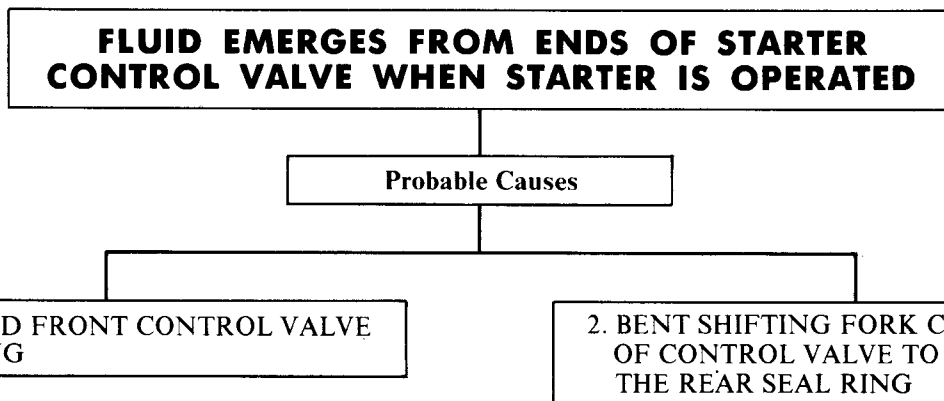 FLUID EMERGES FROM ENDS OF STARTER
CONTROL VALVE WHEN STARTER IS OPERATED
Probable Causes
FRONT CONTROL VALVE
2. BENT SHIFTING FORK
OF CONTROL VALVE TO
THE REAR SEAL RING